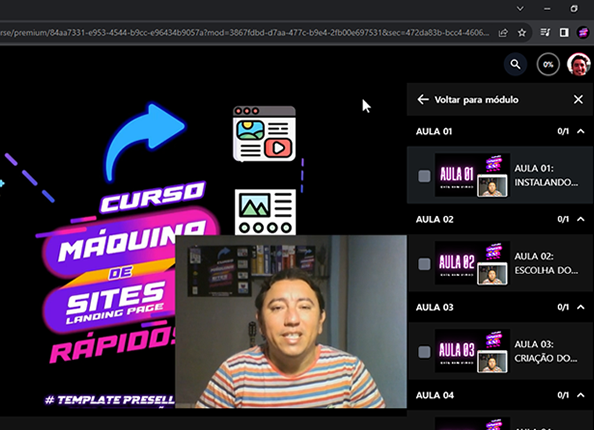 rse/premium/84aa7331-e953-4544-b9cc-e96434b9057a?mod=3867fdbd-d7aa-477c-b9e4-2fb00e697531&sec=472da83b-bcc4-4606...
0%
CURSO
MÁQUINA
DE
SITES
LANDING PAGE
RÁPIDOS
# TEMPLATE PRESELL
Voltar para módulo
AULA 01 0/1
AULA 01
AULA 01:
INSTALANDO...
AULA 02 0/1
AULA 02
AULA 02:
ESCOLHA DO...
AULA 03 0/1
AULA 03
AULA 03:
CRIAÇÃO DO...
AULA 04 0/1